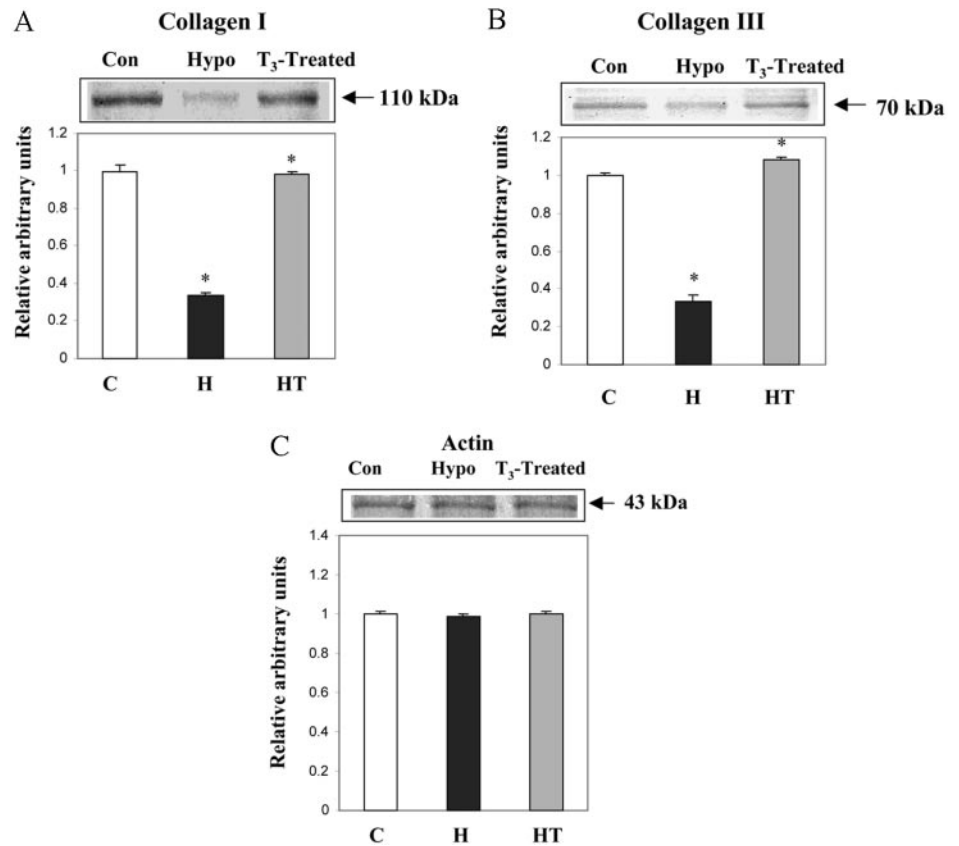 A
Collagen I
Con Hypo T₃-Treated
110 kDa
Relative arbitrary units
1.2
1
0.8
0.6
0.4
0.2
0
*
*
C H HT
B
Collagen III
Con Hypo T₃-Treated
70 kDa
Relative arbitrary units
1.2
1
0.8
0.6
0.4
0.2
0
*
*
C H HT
C
Actin
Con Hypo T₃-Treated
43 kDa
Relative arbitrary units
1.4
1.2
1
0.8
0.6
0.4
0.2
0
C H HT